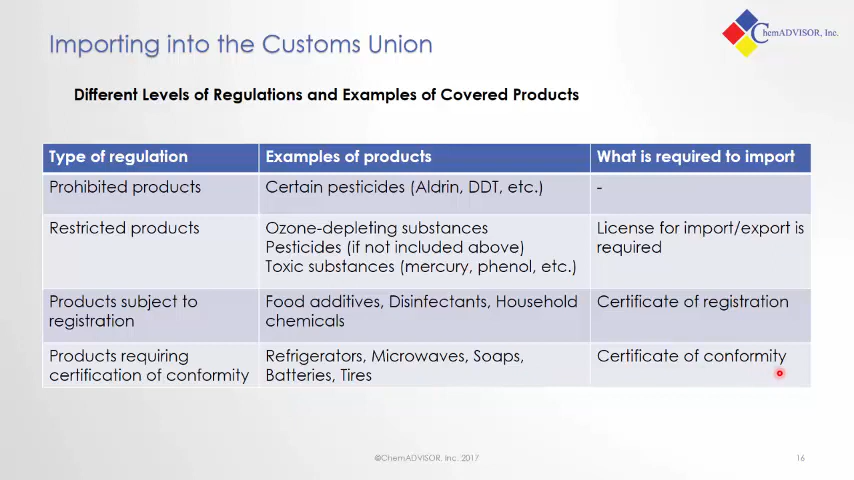 Importing into the Customs Union
ChemADVISOR, Inc.
Different Levels of Regulations and Examples of Covered Products
Type of regulation
Examples of products
What is required to import
Prohibited products
Certain pesticides (Aldrin, DDT, etc.)
-
Restricted products
Ozone-depleting substances
Pesticides (if not included above)
Toxic substances (mercury, phenol, etc.)
License for import/export is
required
Products subject to
registration
Food additives, Disinfectants, Household
chemicals
Certificate of registration
Products requiring
certification of conformity
Refrigerators, Microwaves, Soaps,
Batteries, Tires
Certificate of conformity
©ChemADVISOR, Inc. 2017
16